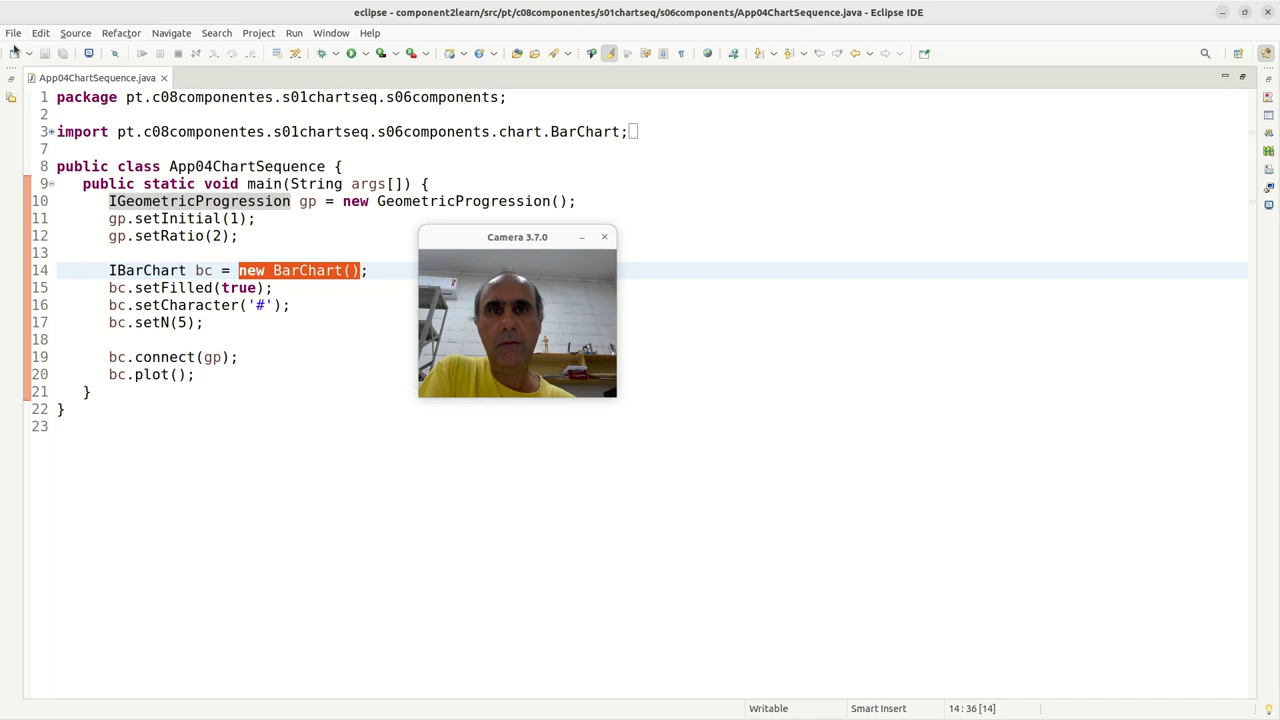 eclipse - component2learn/src/pt/c08componentes/s01chartseq/s06components/App04ChartSequence.java - Eclipse IDE
File Edit Source Refactor Navigate Search Project Run Window Help
App04ChartSequence.java
1 package pt.c08componentes.s01chartseq.s06components;
2
3 import pt.c08componentes.s01chartseq.s06components.chart.BarChart;
7
8 public class App04ChartSequence {
9 public static void main(String args[]) {
10 IGeometricProgression gp = new GeometricProgression();
11 gp.setInitial(1);
12 gp.setRatio(2);
13
14 IBarChart bc = new BarChart();
15 bc.setFilled(true);
16 bc.setCharacter('#');
17 bc.setN(5);
18
19 bc.connect(gp);
20 bc.plot();
21 }
22 }
23
Camera 3.7.0
Writable Smart Insert 14 : 36 [14]